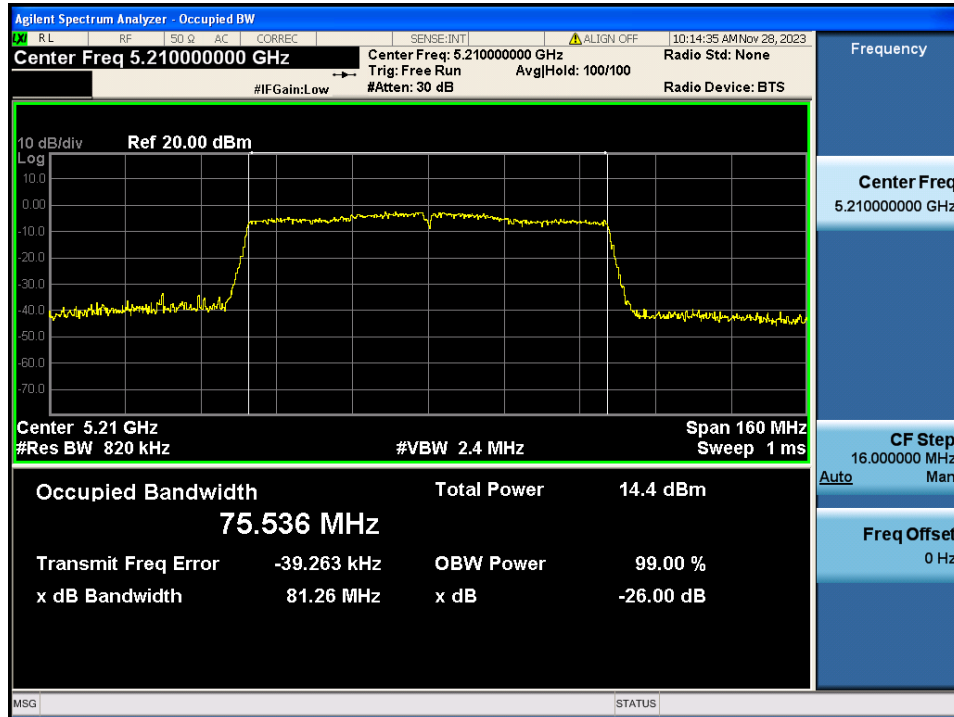 Agilent Spectrum Analyzer - Occupied BW
LXI RL RF 50 Ω AC CORREC SENSE:INT ALIGN OFF 10:14:35 AM Nov 28, 2023
Center Freq 5.210000000 GHz
#IFGain:Low
Center Freq: 5.210000000 GHz
Trig: Free Run Avg|Hold: 100/100
#Atten: 30 dB
Radio Std: None
Radio Device: BTS
10 dB/div Ref 20.00 dBm
Log
10.0
0.00
-10.0
-20.0
-30.0
-40.0
-50.0
-60.0
-70.0
Center 5.21 GHz Span 160 MHz
#Res BW 820 kHz #VBW 2.4 MHz Sweep 1 ms
Occupied Bandwidth Total Power 14.4 dBm
75.536 MHz
Transmit Freq Error -39.263 kHz OBW Power 99.00 %
x dB Bandwidth 81.26 MHz x dB -26.00 dB
MSG STATUS
Frequency
Center Freq
5.210000000 GHz
CF Step
16.000000 MHz
Auto Man
Freq Offset
0 Hz